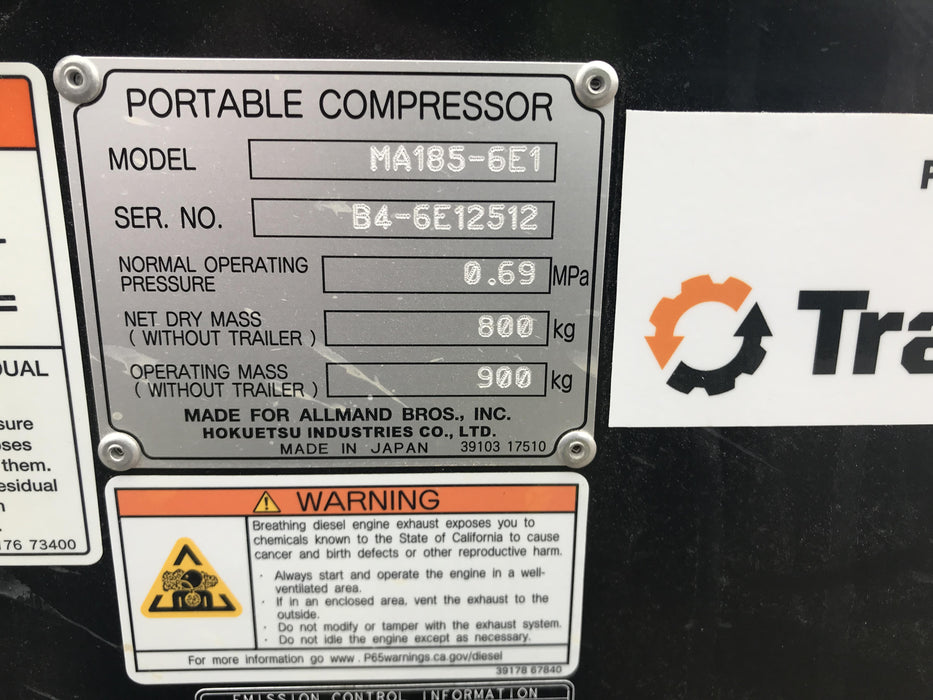 PORTABLE COMPRESSOR
MODEL MA185-6E1
SER. NO. B4-6E12512
NORMAL OPERATING
PRESSURE 0.69 MPa
NET DRY MASS
( WITHOUT TRAILER ) 800 kg
OPERATING MASS
( WITHOUT TRAILER ) 900 kg
MADE FOR ALLMAND BROS., INC.
HOKUETSU INDUSTRIES CO., LTD.
MADE IN JAPAN 39103 17510
WARNING
Breathing diesel engine exhaust exposes you to
chemicals known to the State of California to cause
cancer and birth defects or other reproductive harm.
· Always start and operate the engine in a well-
ventilated area.
· If in an enclosed area, vent the exhaust to the
outside.
· Do not modify or tamper with the exhaust system.
· Do not idle the engine except as necessary.
For more information go www . P65warnings.ca.gov/diesel
39178 67840
EMISSION CONTROL INFORMATION
DUAL
sure
oses
them.
esidual
176 73400
Tra